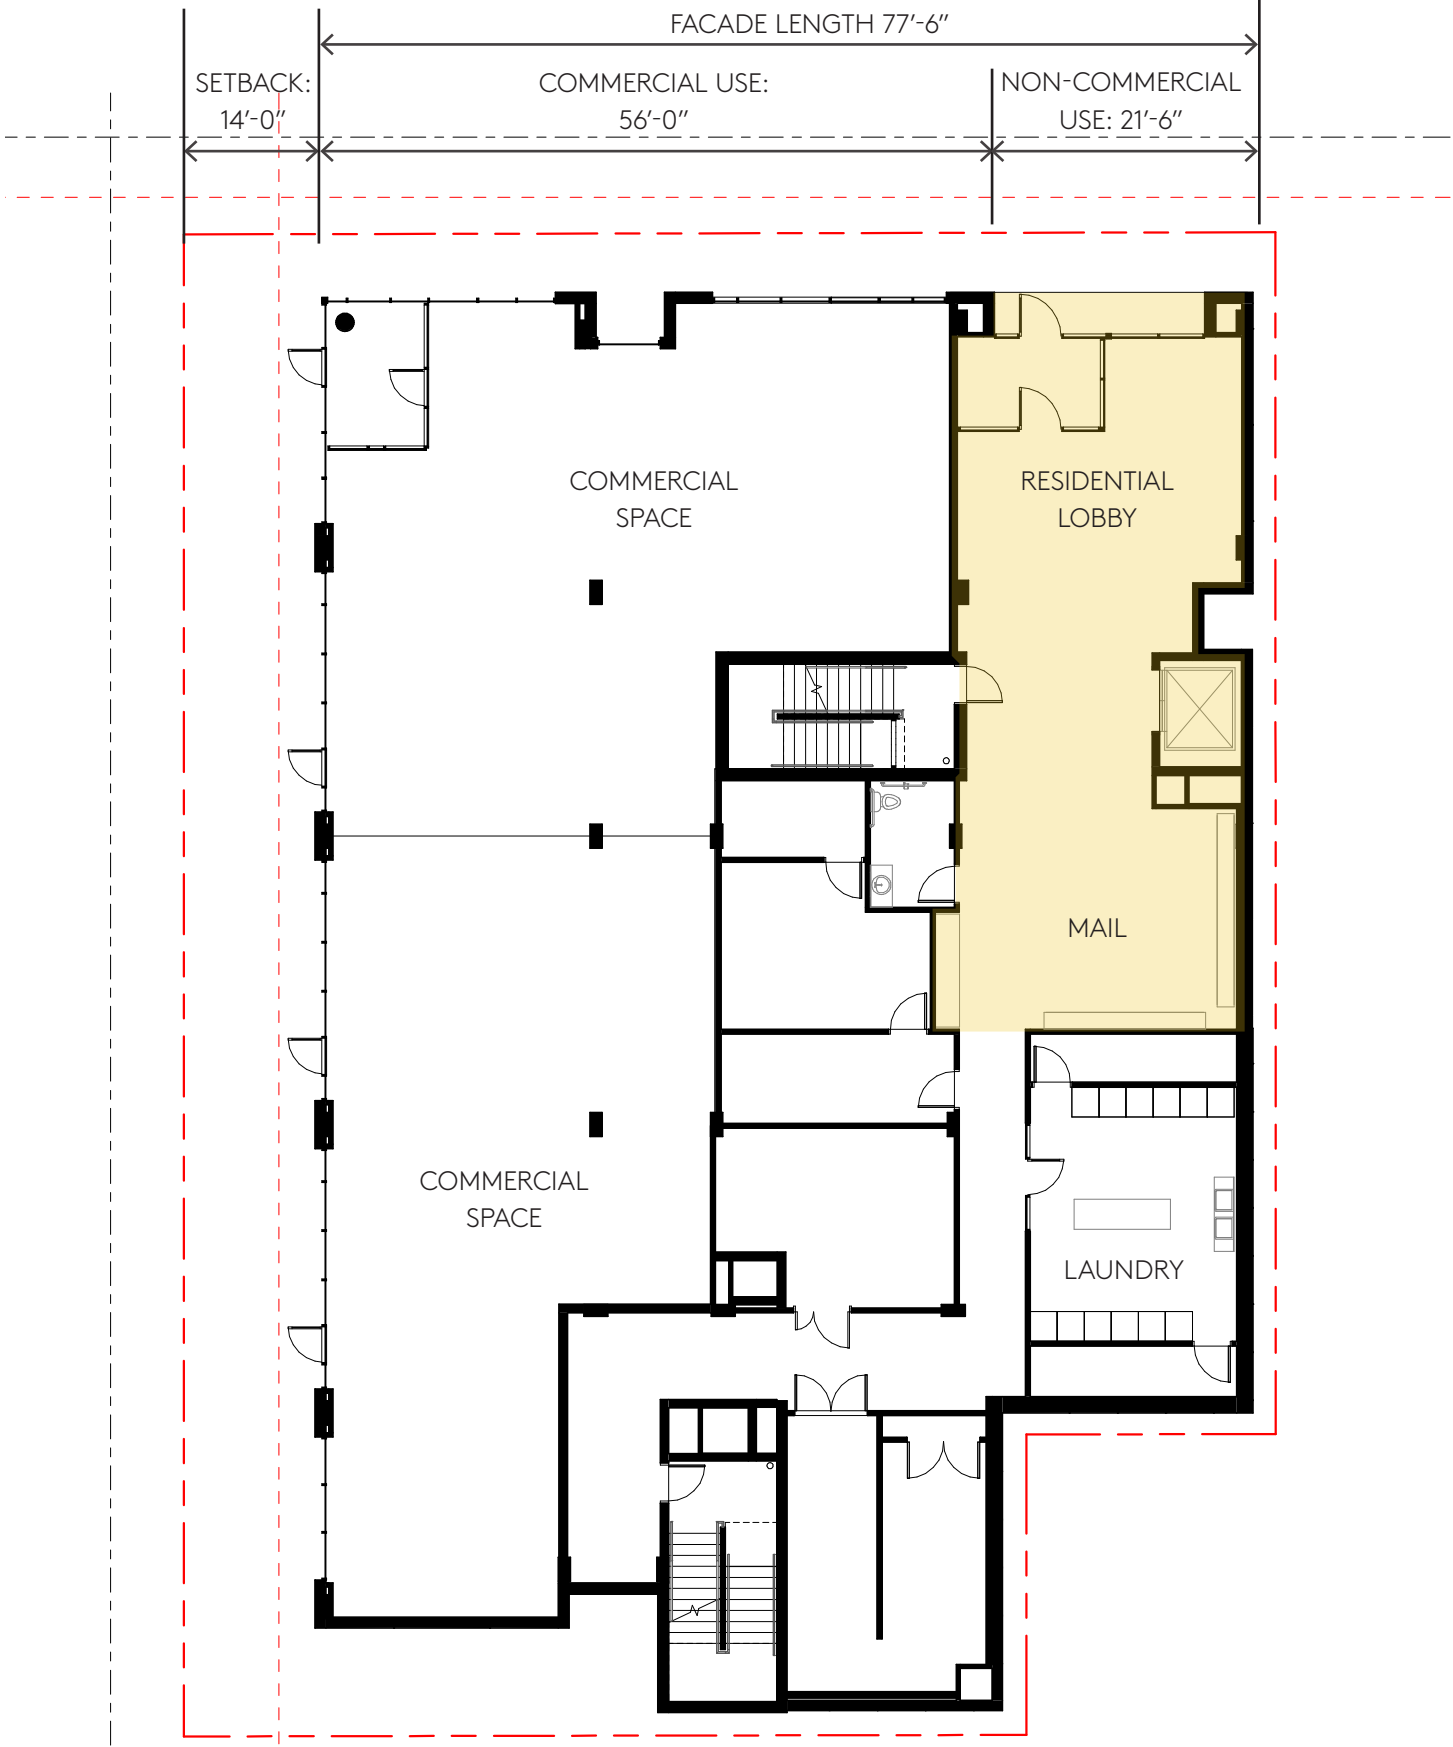 FACADE LENGTH 77'-6"
SETBACK:
14'-0"
COMMERCIAL USE:
56'-0"
NON-COMMERCIAL
USE: 21'-6"
COMMERCIAL
SPACE
RESIDENTIAL
LOBBY
MAIL
COMMERCIAL
SPACE
LAUNDRY